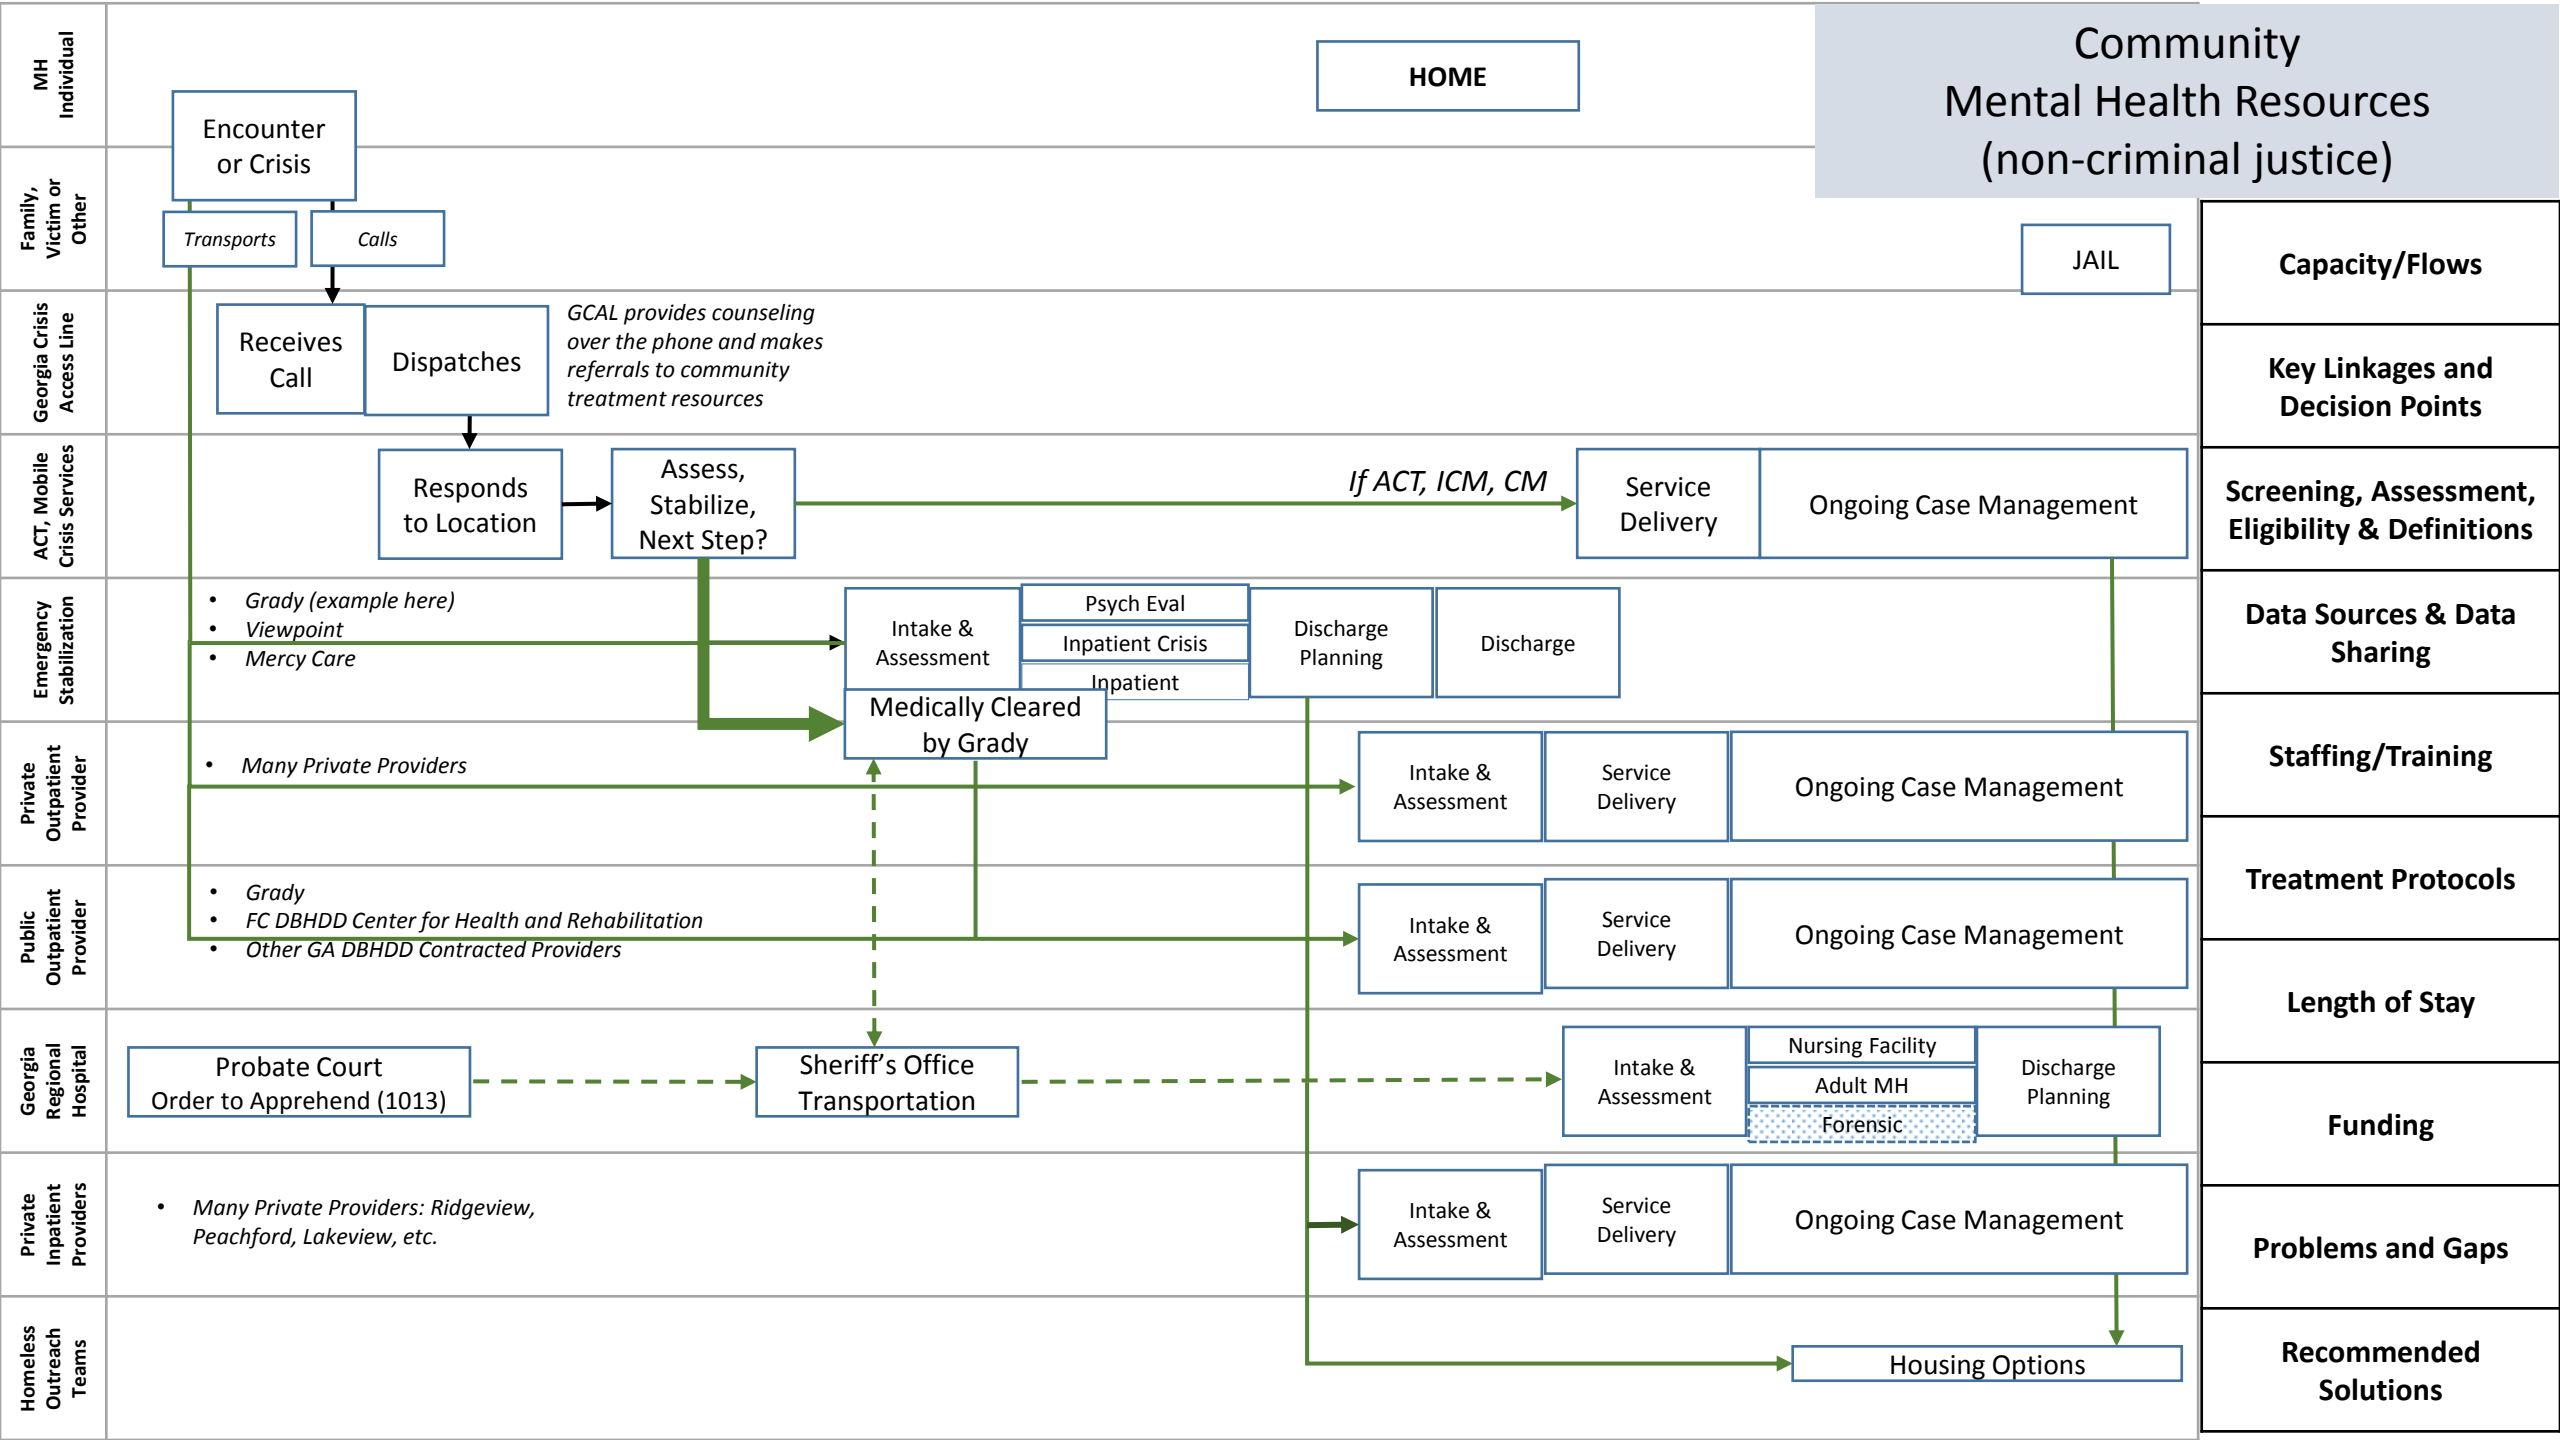 Community
Mental Health Resources
(non-criminal justice)
MH
Individual
HOME
Encounter
or Crisis
Family,
Victim or
Other
Transports
Calls
JAIL
Georgia Crisis
Access Line
Receives
Call
Dispatches
GCAL provides counseling
over the phone and makes
referrals to community
treatment resources
ACT, Mobile
Crisis Services
Responds
to Location
Assess,
Stabilize,
Next Step?
If ACT, ICM, CM
Service
Delivery
Ongoing Case Management
Emergency
Stabilization
• Grady (example here)
• Viewpoint
• Mercy Care
Intake &
Assessment
Psych Eval
Inpatient Crisis
Inpatient
Discharge
Planning
Discharge
Medically Cleared
by Grady
Private
Outpatient
Provider
• Many Private Providers
Intake &
Assessment
Service
Delivery
Ongoing Case Management
Public
Outpatient
Provider
• Grady
• FC DBHDD Center for Health and Rehabilitation
• Other GA DBHDD Contracted Providers
Intake &
Assessment
Service
Delivery
Ongoing Case Management
Georgia
Regional
Hospital
Probate Court
Order to Apprehend (1013)
Sheriff’s Office
Transportation
Intake &
Assessment
Nursing Facility
Adult MH
Forensic
Discharge
Planning
Private
Inpatient
Providers
• Many Private Providers: Ridgeview,
Peachford, Lakeview, etc.
Intake &
Assessment
Service
Delivery
Ongoing Case Management
Homeless
Outreach
Teams
Housing Options
Capacity/Flows
Key Linkages and
Decision Points
Screening, Assessment,
Eligibility & Definitions
Data Sources & Data
Sharing
Staffing/Training
Treatment Protocols
Length of Stay
Funding
Problems and Gaps
Recommended
Solutions